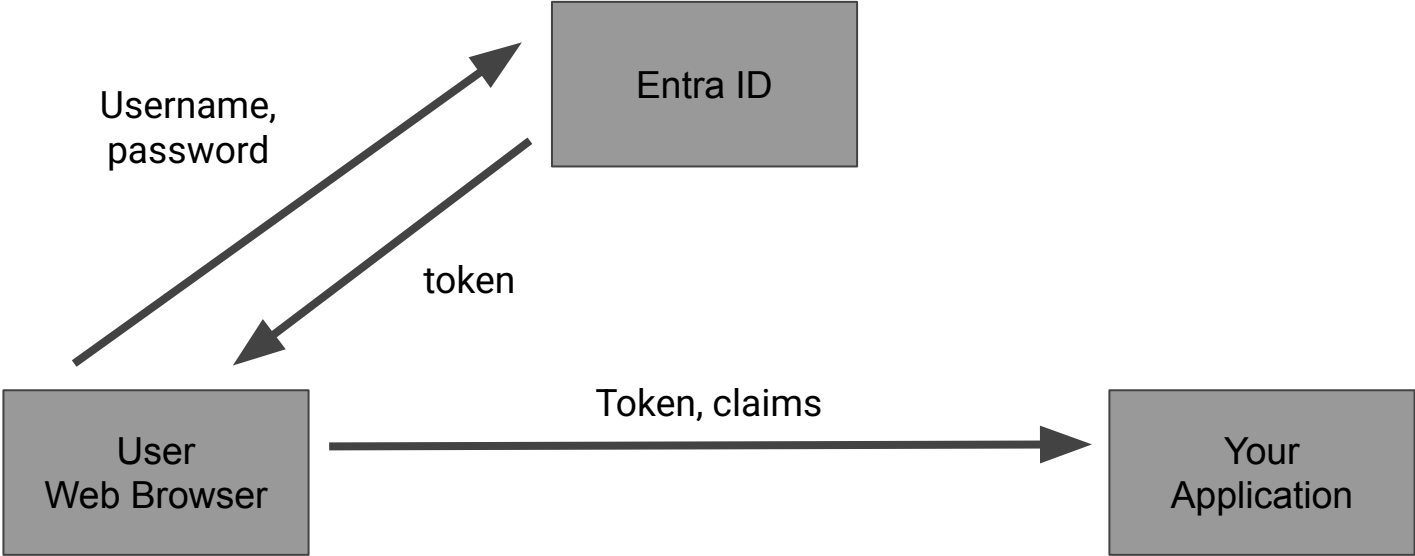 Entra ID
Username,
password
token
Token, claims
User
Web Browser
Your
Application